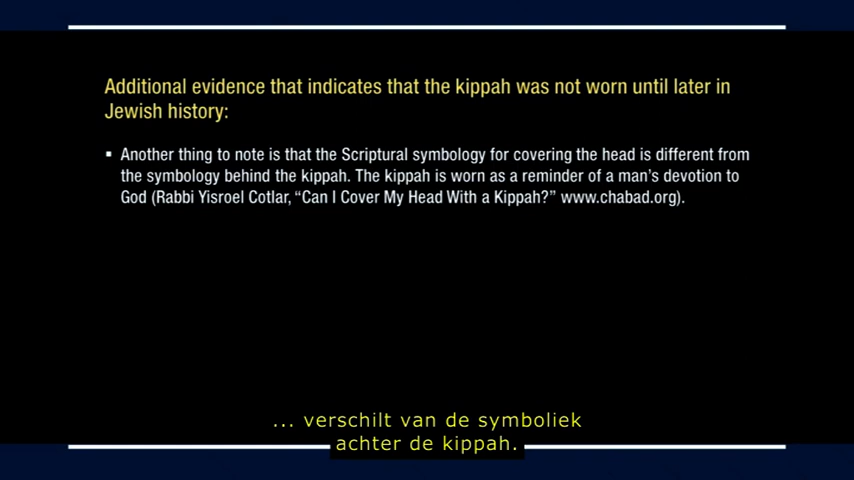 Additional evidence that indicates that the kippah was not worn until later in
Jewish history:
▪ Another thing to note is that the Scriptural symbology for covering the head is different from
the symbology behind the kippah. The kippah is worn as a reminder of a man’s devotion to
God (Rabbi Yisroel Cotlar, “Can I Cover My Head With a Kippah?” www.chabad.org).
... verschilt van de symboliek
achter de kippah.